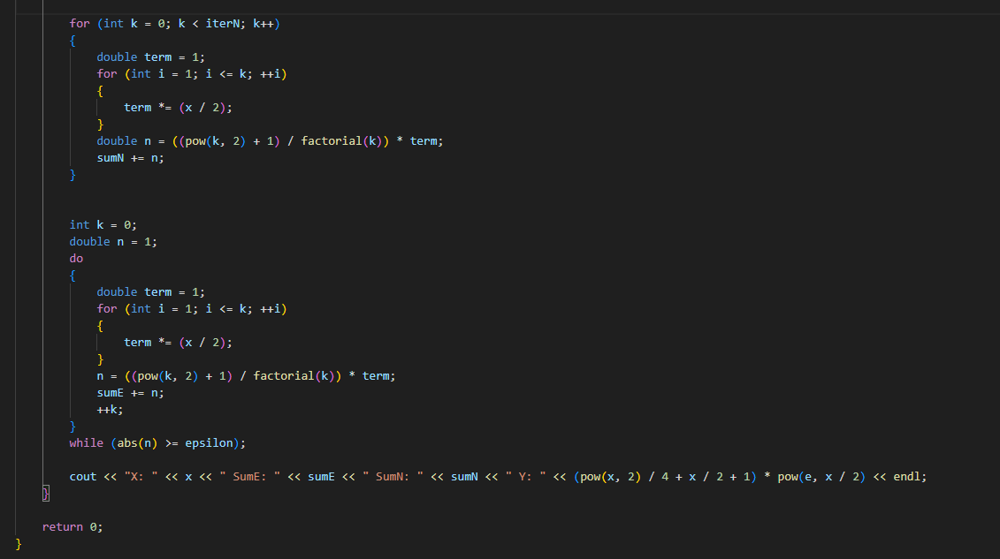 for (int k = 0; k < iterN; k++)
{
double term = 1;
for (int i = 1; i <= k; ++i)
{
term *= (x / 2);
}
double n = ((pow(k, 2) + 1) / factorial(k)) * term;
sumN += n;
}
int k = 0;
double n = 1;
do
{
double term = 1;
for (int i = 1; i <= k; ++i)
{
term *= (x / 2);
}
n = ((pow(k, 2) + 1) / factorial(k)) * term;
sumE += n;
++k;
}
while (abs(n) >= epsilon);
cout << "X: " << x << " SumE: " << sumE << " SumN: " << sumN << " Y: " << (pow(x, 2) / 4 + x / 2 + 1) * pow(e, x / 2) << endl;
}
return 0;
}